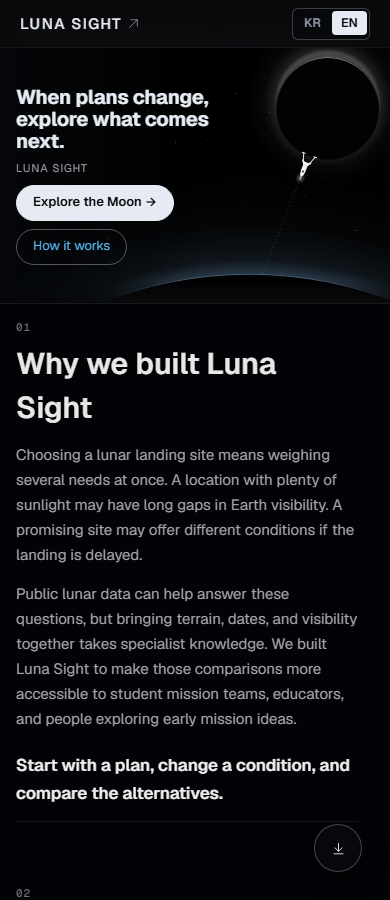 LUNA SIGHT ↗
KR EN
When plans change,
explore what comes
next.
LUNA SIGHT
Explore the Moon →
How it works
01
Why we built Luna
Sight
Choosing a lunar landing site means weighing
several needs at once. A location with plenty of
sunlight may have long gaps in Earth visibility. A
promising site may offer different conditions if the
landing is delayed.
Public lunar data can help answer these
questions, but bringing terrain, dates, and visibility
together takes specialist knowledge. We built
Luna Sight to make those comparisons more
accessible to student mission teams, educators,
and people exploring early mission ideas.
Start with a plan, change a condition, and
compare the alternatives.
02